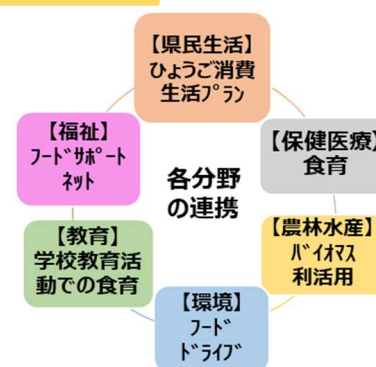 【県民生活】
ひょうご消費
生活ﾌﾟﾗﾝ
【福祉】
ﾌｰﾄﾞｻﾎﾟｰﾄ
ﾈｯﾄ
【保健医療】
食育
各分野
の連携
【教育】
学校教育活
動での食育
【農林水産】
ﾊﾞｲｵﾏｽ
利活用
【環境】
ﾌｰﾄﾞ
ﾄﾞﾗｲﾌﾞ